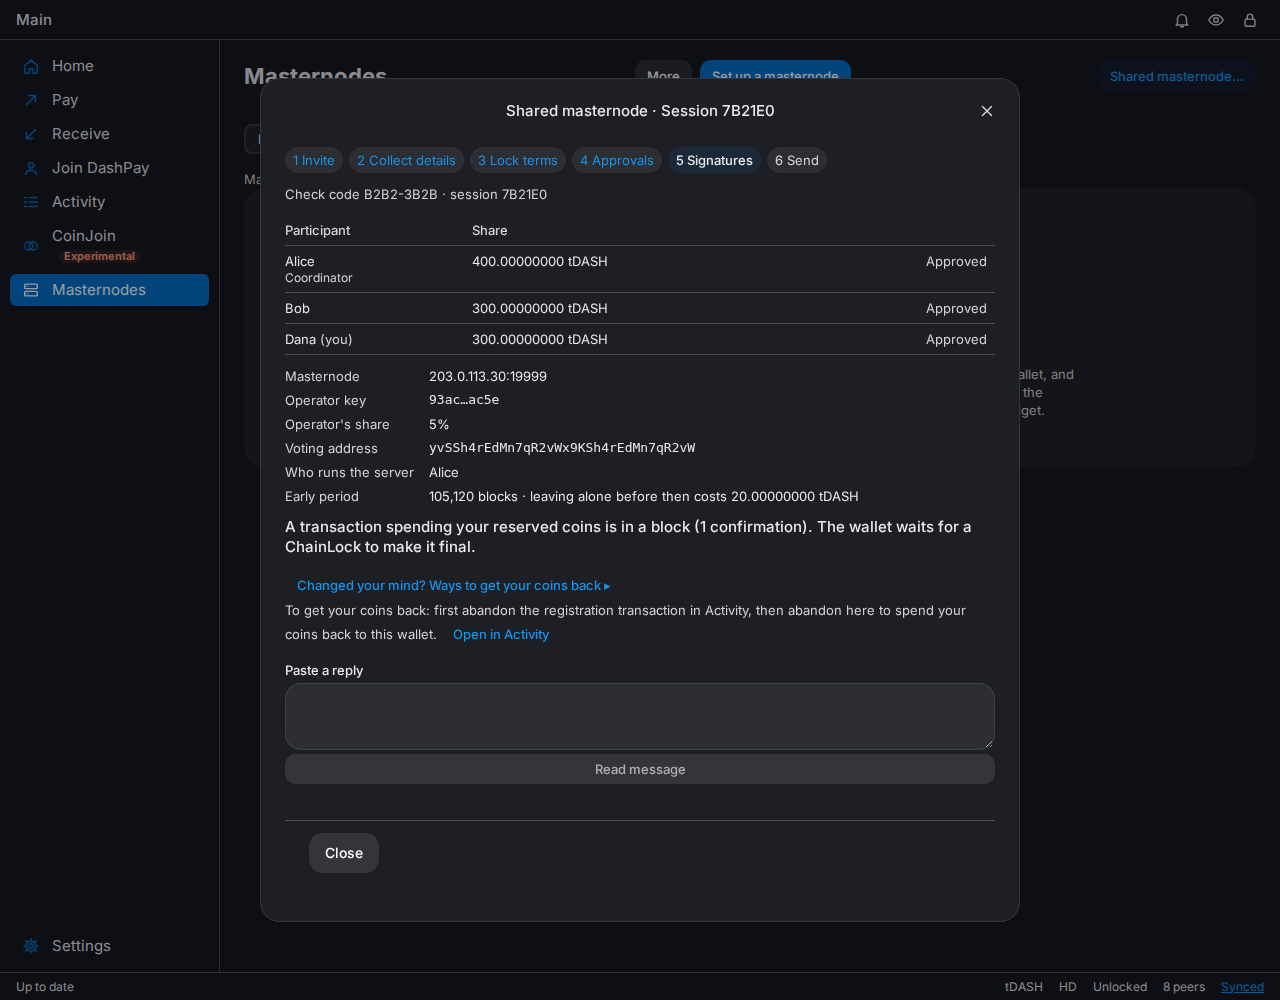 Main
Home
Pay
Receive
Join DashPay
Activity
CoinJoin
Experimental
Masternodes
Settings
Masternodes
More
Set up a masternode
Shared masternode...
Shared masternode · Session 7B21E0
1 Invite
2 Collect details
3 Lock terms
4 Approvals
5 Signatures
6 Send
Check code B2B2-3B2B · session 7B21E0
Participant Share
Alice 400.00000000 tDASH Approved
Coordinator
Bob 300.00000000 tDASH Approved
Dana (you) 300.00000000 tDASH Approved
Masternode 203.0.113.30:19999
Operator key 93ac…ac5e
Operator's share 5%
Voting address yvSSh4rEdMn7qR2vWx9KSh4rEdMn7qR2vW
Who runs the server Alice
Early period 105,120 blocks · leaving alone before then costs 20.00000000 tDASH
A transaction spending your reserved coins is in a block (1 confirmation). The wallet waits for a
ChainLock to make it final.
Changed your mind? Ways to get your coins back ▸
To get your coins back: first abandon the registration transaction in Activity, then abandon here to spend your
coins back to this wallet. Open in Activity
Paste a reply
Read message
Close
and
the
Up to date
tDASH HD Unlocked 8 peers Synced